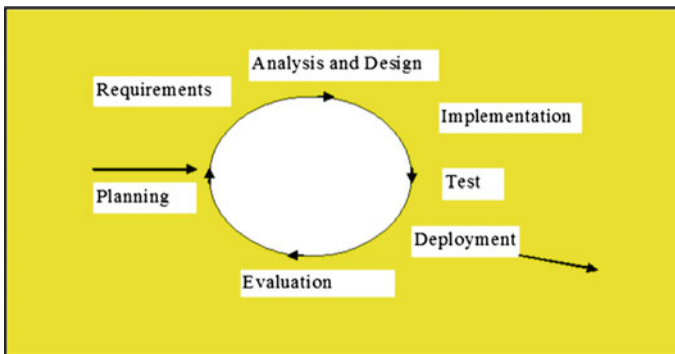 Analysis and Design
Requirements
Implementation
Planning
Test
Deployment
Evaluation